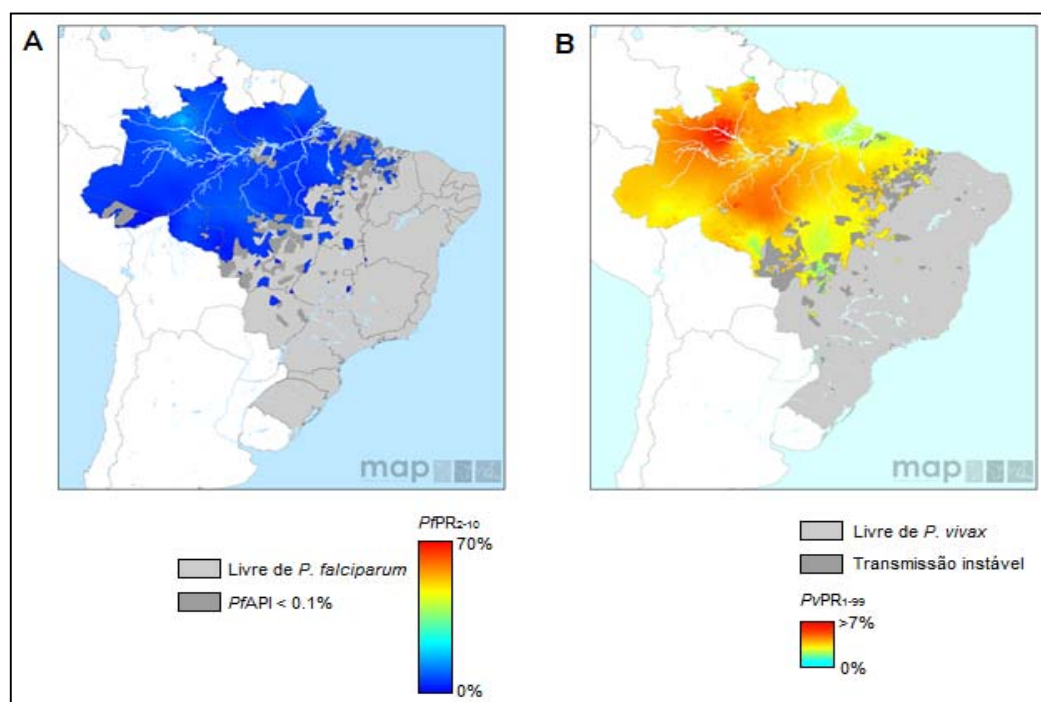 A
B
map
map
PfPR2-10
70%
0%
Livre de P. falciparum
PfAPI < 0.1%
Livre de P. vivax
Transmissão instável
PvPR1-99
>7%
0%